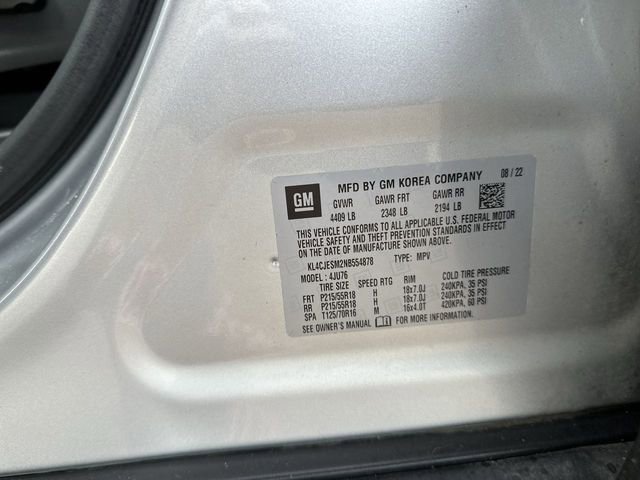 GM
MFD BY GM KOREA COMPANY 08 / 22
GVWR GAWR FRT GAWR RR
4409 LB 2348 LB 2194 LB
THIS VEHICLE CONFORMS TO ALL APPLICABLE U.S. FEDERAL MOTOR
VEHICLE SAFETY AND THEFT PREVENTION STANDARDS IN EFFECT ON
THE DATE OF MANUFACTURE SHOWN ABOVE.
KL4CJESM2NB554878 TYPE: MPV
MODEL: 4JU76
TIRE SIZE SPEED RTG RIM COLD TIRE PRESSURE
FRT P215/55R18 H 18x7.0J 240KPA, 35 PSI
RR P215/55R18 H 18x7.0J 240KPA, 35 PSI
SPA T125/70R16 M 16x4.0T 420KPA, 60 PSI
SEE OWNER'S MANUAL FOR MORE INFORMATION.